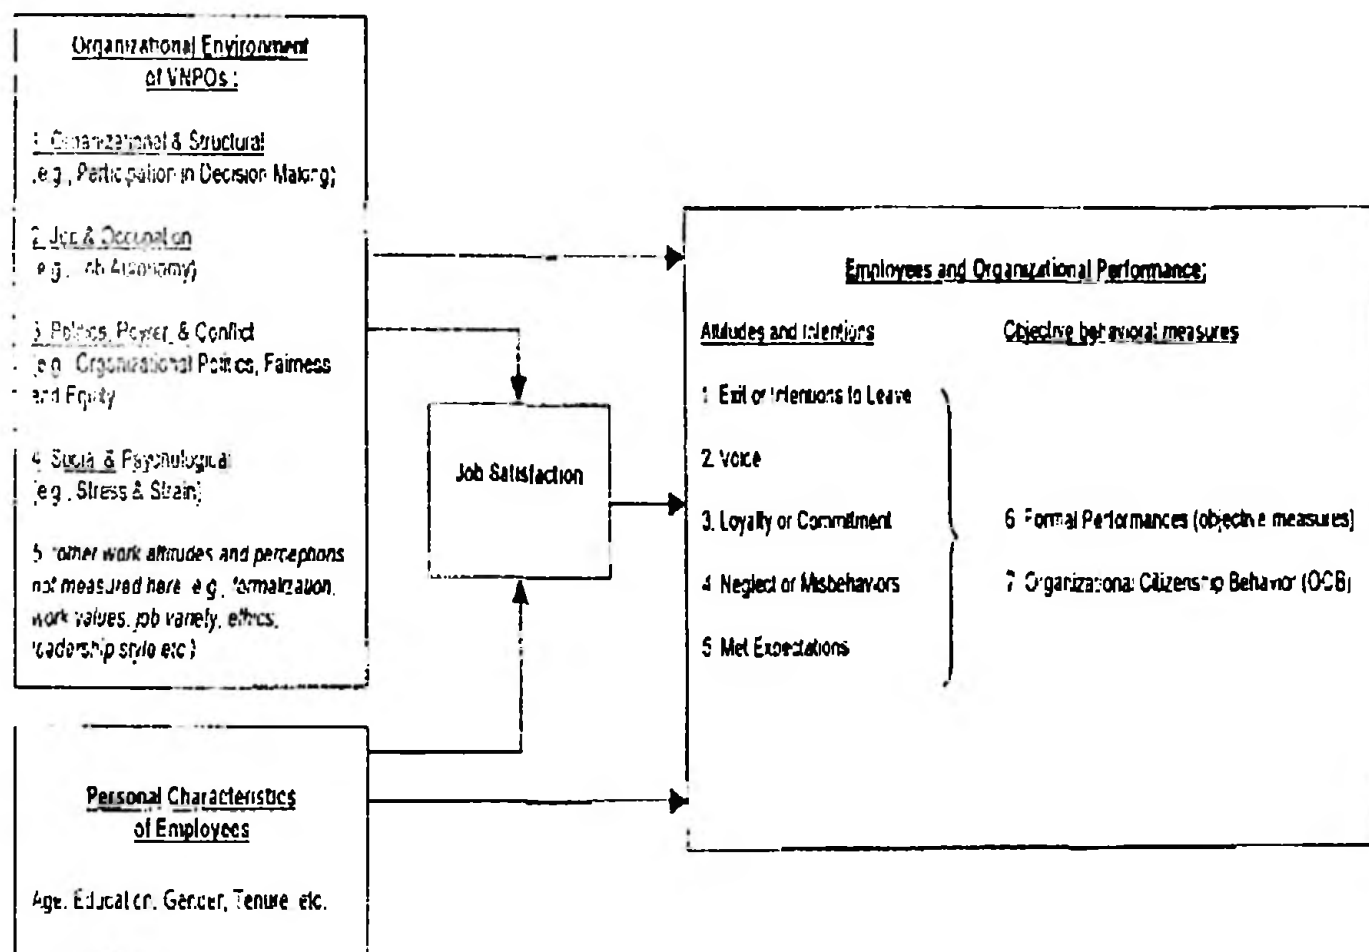 Organizational Environment
of VNPOs :
1. Organizational & Structural
(e.g., Participation in Decision Making)
2. Job & Occupation
(e.g., Job Autonomy)
3. Politics, Power, & Conflict
(e.g. Organizational Politics, Fairness
and Equity
4. Social & Psychological
(e.g., Stress & Strain)
5. (other work attitudes and perceptions
not measured here e.g., formalization,
work values, job variety, ethics,
leadership style etc.)
Personal Characteristics
of Employees
Age, Education, Gender, Tenure, etc.
Job Satisfaction
Employees and Organizational Performance:
Attitudes and Intentions
1. Exit or Intentions to Leave
2. Voice
3. Loyalty or Commitment
4. Neglect or Misbehaviors
5. Met Expectations
Objective behavioral measures
6. Formal Performances (objective measures)
7. Organizational Citizenship Behavior (OCB)